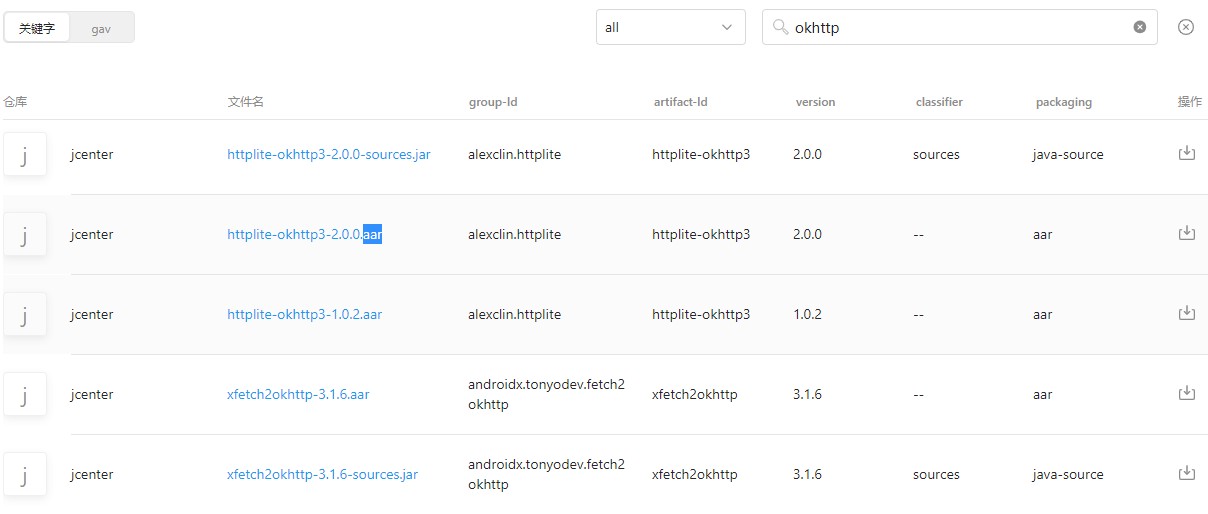 关键字 gav all okhttp
仓库 文件名 group-Id artifact-Id version classifier packaging 操作
j jcenter httplite-okhttp3-2.0.0-sources.jar alexclin.httplite httplite-okhttp3 2.0.0 sources java-source
j jcenter httplite-okhttp3-2.0.0.aar alexclin.httplite httplite-okhttp3 2.0.0 -- aar
j jcenter httplite-okhttp3-1.0.2.aar alexclin.httplite httplite-okhttp3 1.0.2 -- aar
j jcenter xfetch2okhttp-3.1.6.aar androidx.tonyodev.fetch2 xfetch2okhttp 3.1.6 -- aar
okhttp
j jcenter xfetch2okhttp-3.1.6-sources.jar androidx.tonyodev.fetch2 xfetch2okhttp 3.1.6 sources java-source
okhttp